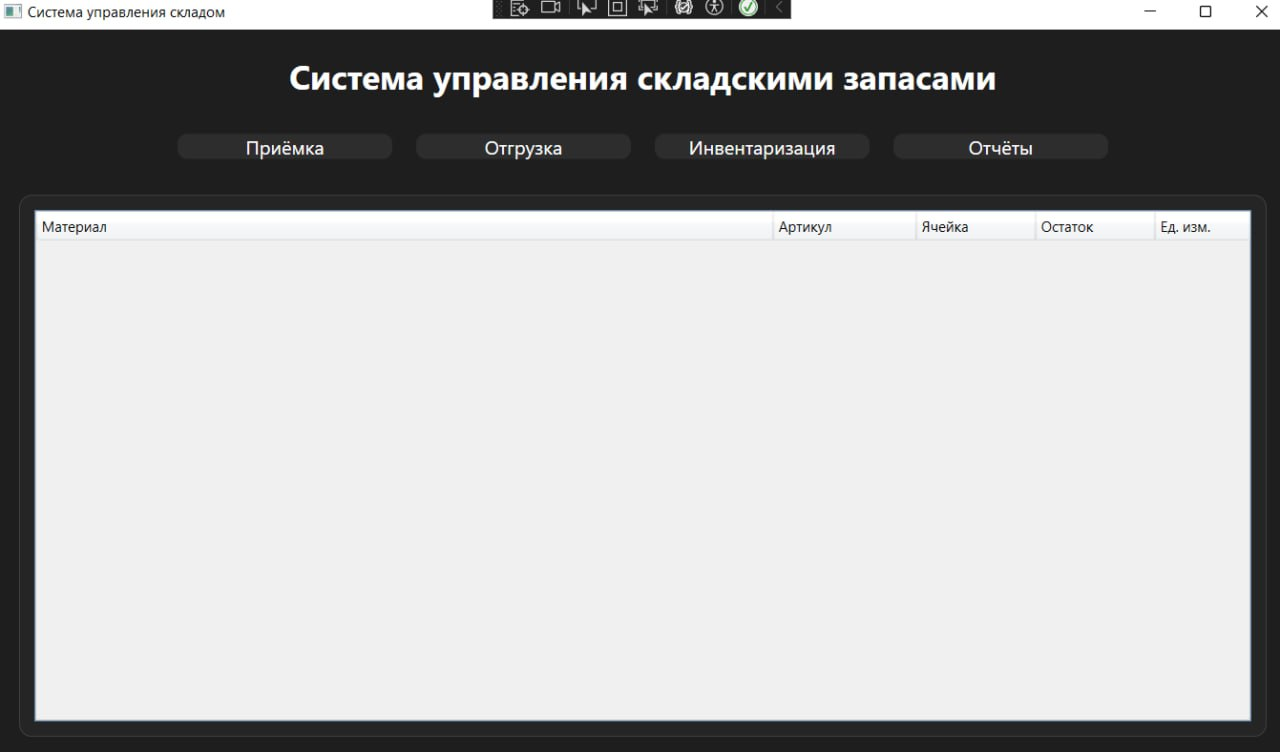 Система управления складом
Система управления складскими запасами
Приёмка Отгрузка Инвентаризация Отчёты
Материал Артикул Ячейка Остаток Ед. изм.